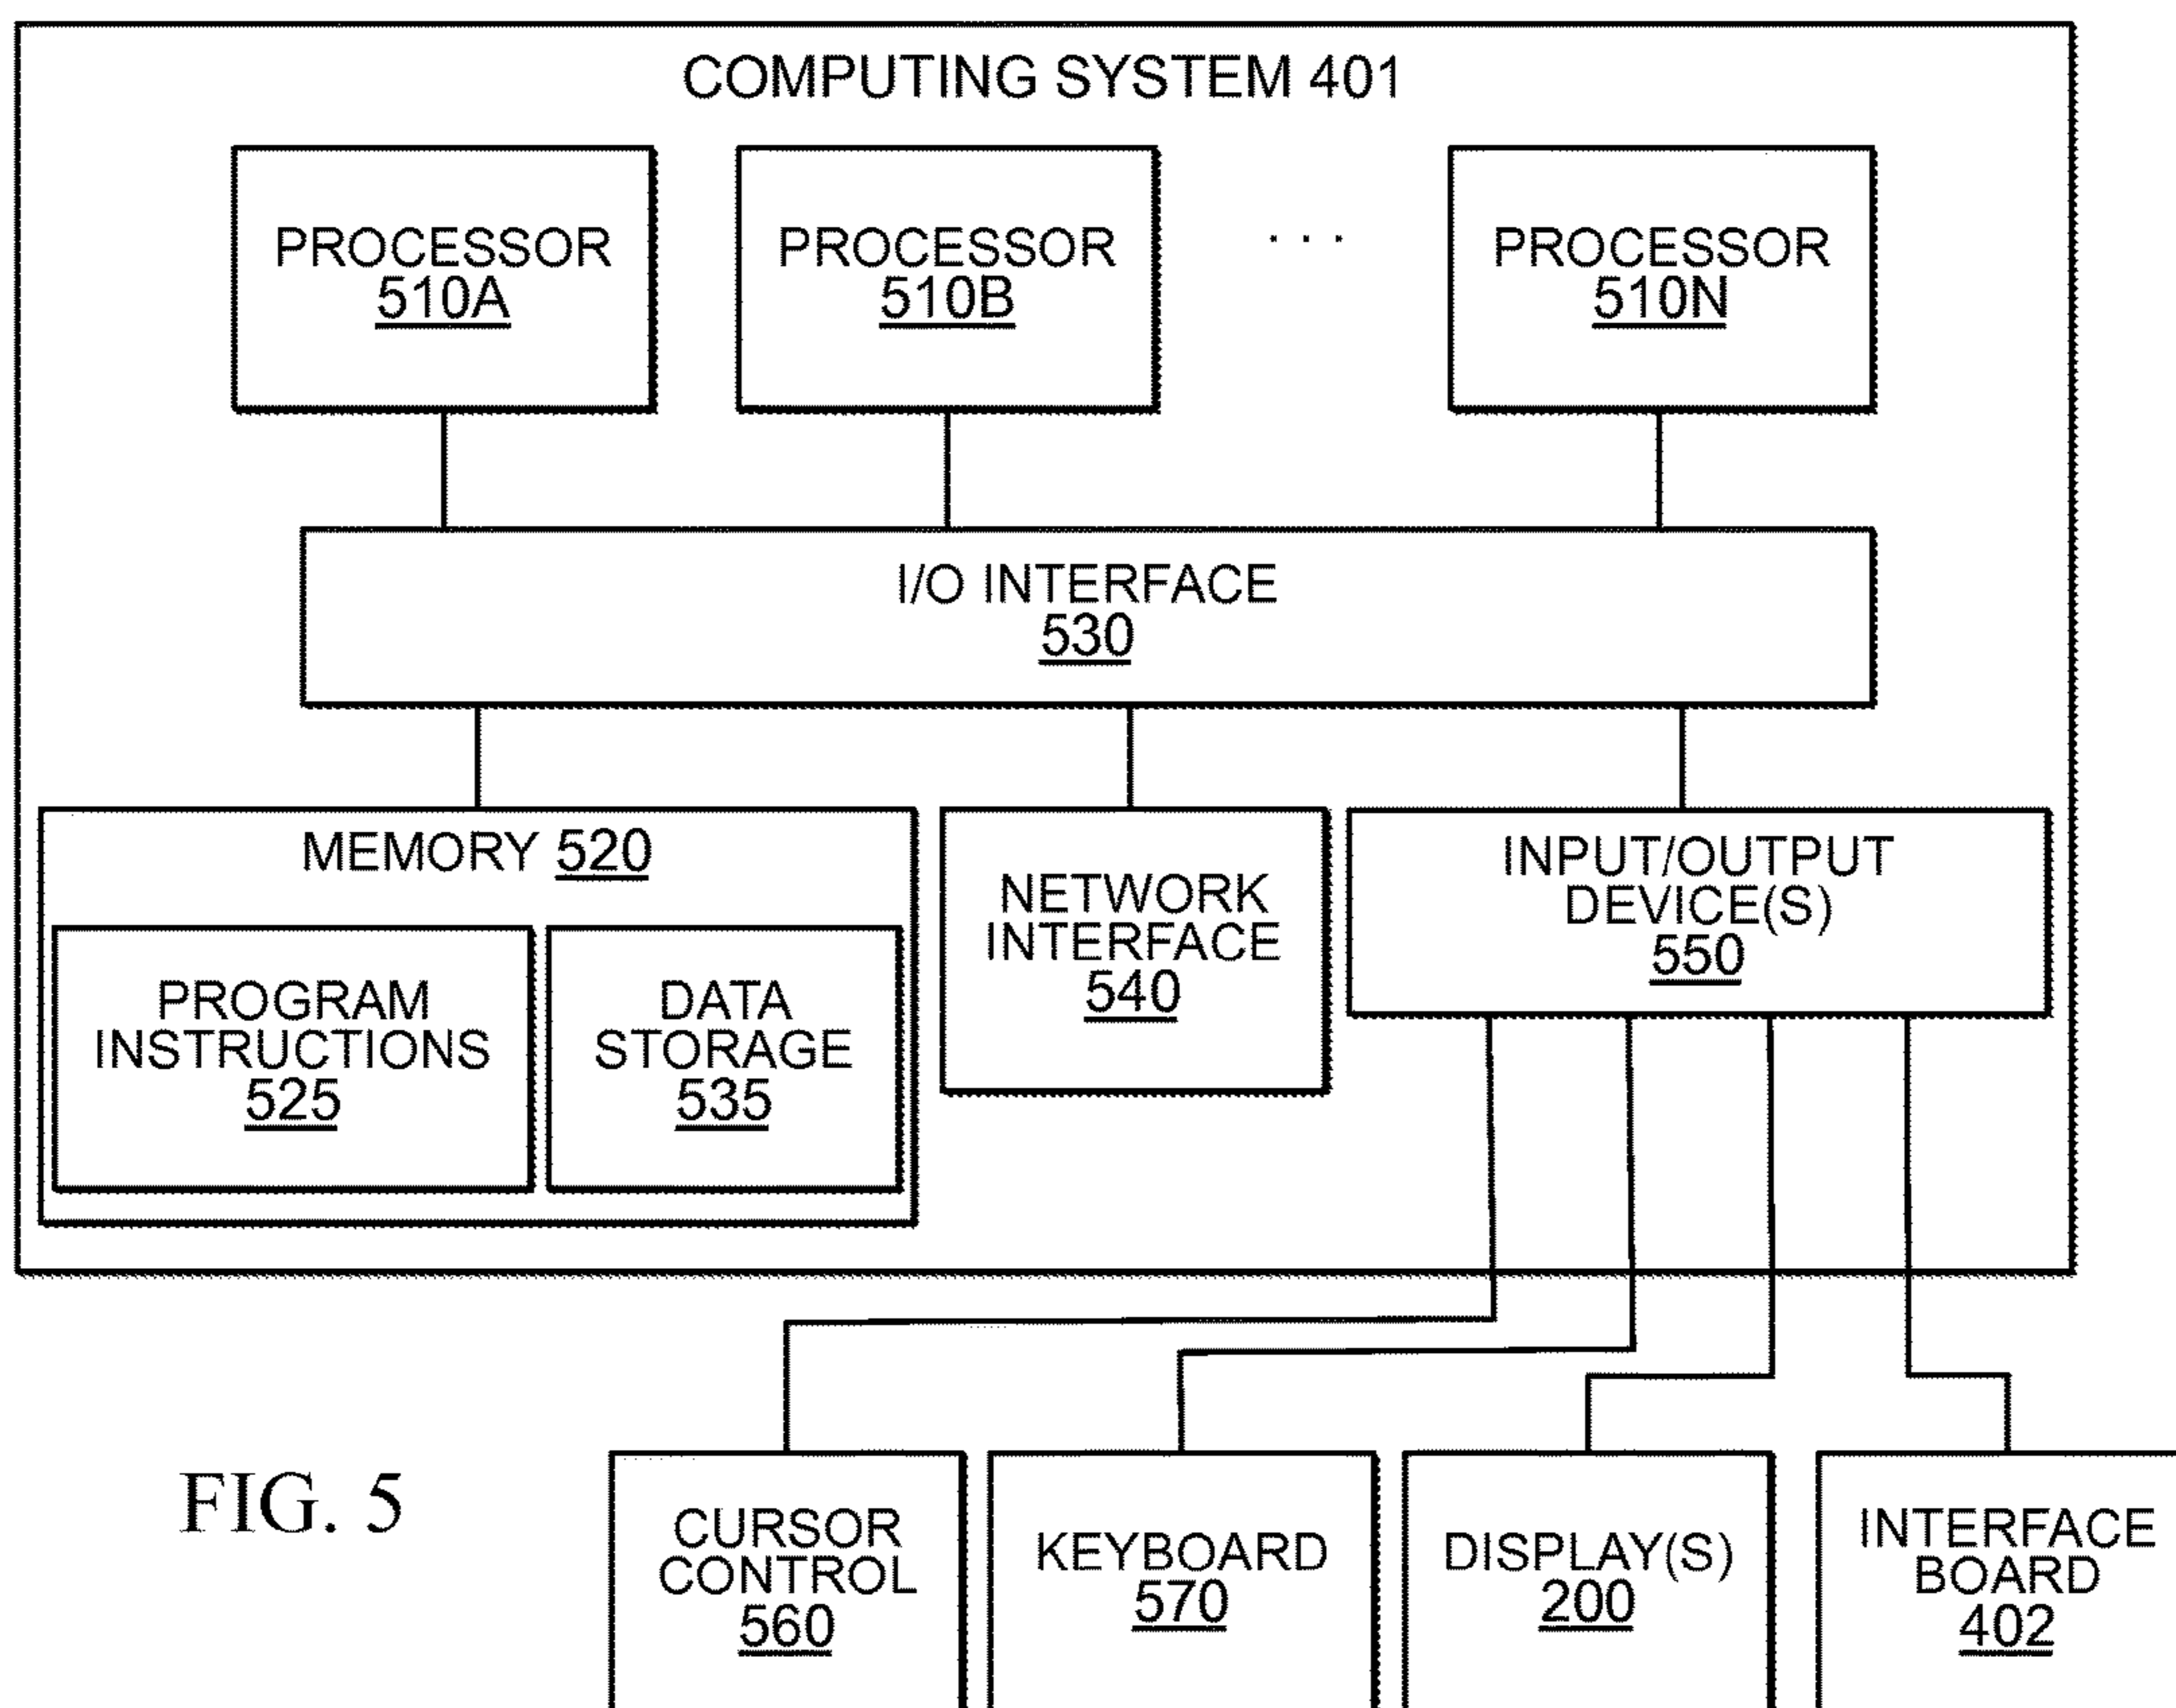 COMPUTING SYSTEM 401
PROCESSOR
510A
PROCESSOR
510B
. . .
PROCESSOR
510N
I/O INTERFACE
530
MEMORY 520
PROGRAM
INSTRUCTIONS
525
DATA
STORAGE
535
NETWORK
INTERFACE
540
INPUT/OUTPUT
DEVICE(S)
550
FIG. 5
CURSOR
CONTROL
560
KEYBOARD
570
DISPLAY(S)
200
INTERFACE
BOARD
402